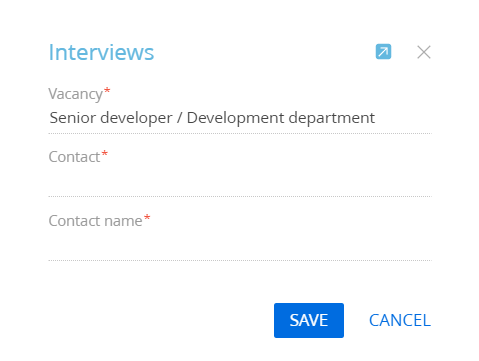 Interviews
Vacancy*
Senior developer / Development department
Contact*
Contact name*
SAVE CANCEL